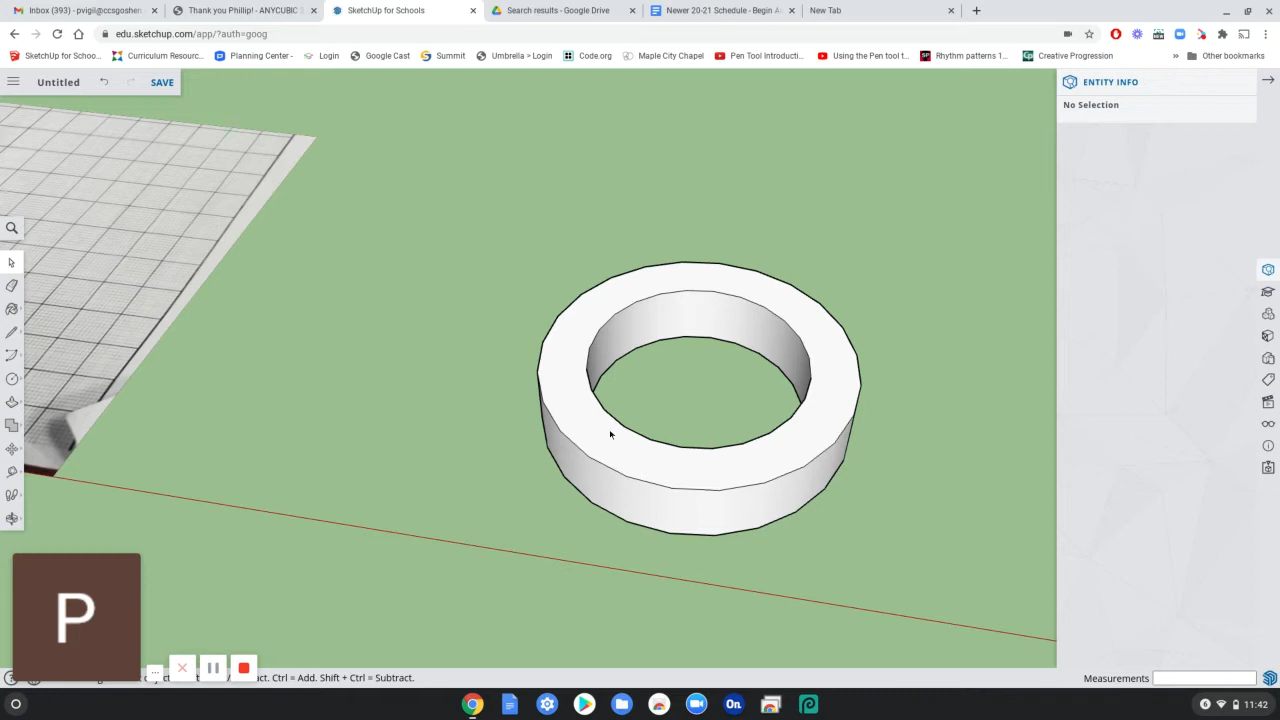 Inbox (393) - pvigil@ccsgoshen
Thank you Phillip! - ANYCUBIC 3
SketchUp for Schools
Search results - Google Drive
Newer 20-21 Schedule - Begin A
New Tab
edu.sketchup.com/app/?auth=goog
SketchUp for Schoo...
Curriculum Resourc...
Planning Center -
Login
Google Cast
Summit
Umbrella > Login
Code.org
Maple City Chapel
Pen Tool Introducti...
Using the Pen tool t...
Rhythm patterns 1...
Creative Progression
»
Other bookmarks
Untitled
SAVE
ENTITY INFO
No Selection
P
...
ct. Ctrl = Add. Shift + Ctrl = Subtract.
Measurements
On
6
11:42